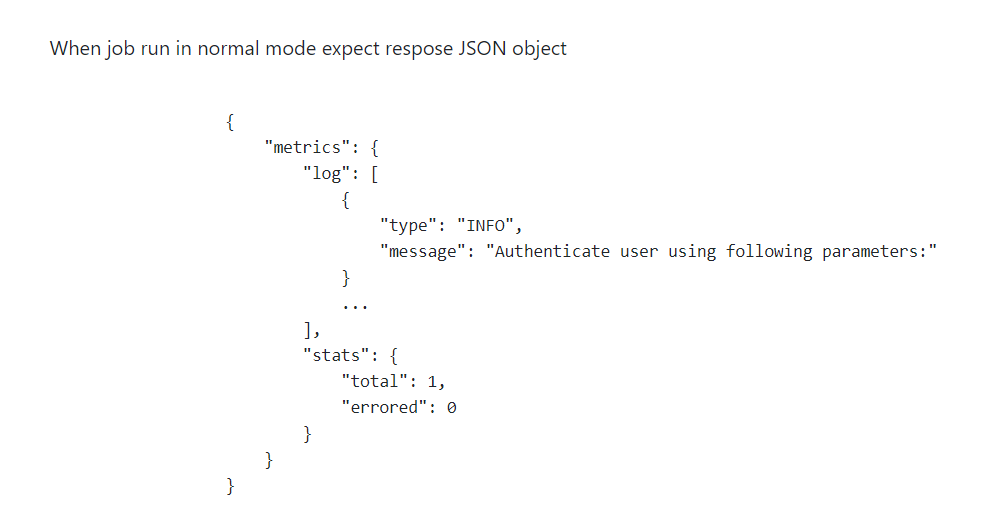 When job run in normal mode expect respose JSON object
{
"metrics": {
"log": [
{
"type": "INFO",
"message": "Authenticate user using following parameters:"
}
...
],
"stats": {
"total": 1,
"errored": 0
}
}
}